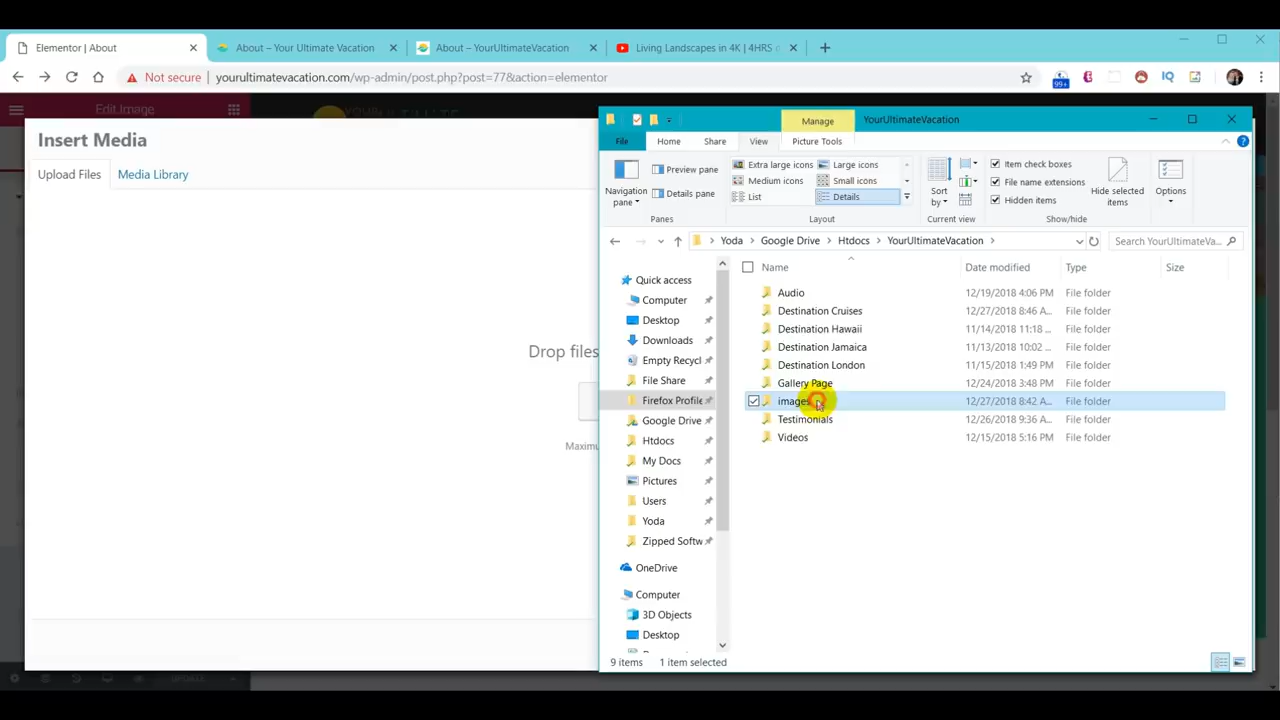 Elementor | About
About – Your Ultimate Vacation
About – YourUltimateVacation
Living Landscapes in 4K | 4HRS
Not secure
yourultimatevacation.com/wp-admin/post.php?post=77&action=elementor
99+
IQ
Edit Image
Insert Media
Upload Files
Media Library
Drop files
Maximum
Manage
YourUltimateVacation
File
Home
Share
View
Picture Tools
Navigation pane
Preview pane
Details pane
Panes
Extra large icons
Large icons
Medium icons
Small icons
List
Details
Layout
Sort by
Current view
Item check boxes
File name extensions
Hidden items
Hide selected items
Show/hide
Options
Yoda > Google Drive > Htdocs > YourUltimateVacation >
Search YourUltimateVa...
Quick access
Computer
Desktop
Downloads
Empty Recycl
File Share
Firefox Profile
Google Drive
Htdocs
My Docs
Pictures
Users
Yoda
Zipped Softw
OneDrive
Computer
3D Objects
Desktop
Name Date modified Type Size
Audio 12/19/2018 4:06 PM File folder
Destination Cruises 12/27/2018 8:46 A... File folder
Destination Hawaii 11/14/2018 11:18 ... File folder
Destination Jamaica 11/13/2018 10:02 ... File folder
Destination London 11/15/2018 1:49 PM File folder
Gallery Page 12/24/2018 3:48 PM File folder
images 12/27/2018 8:42 A... File folder
Testimonials 12/26/2018 9:36 A... File folder
Videos 12/15/2018 5:16 PM File folder
9 items 1 item selected
UPDATE